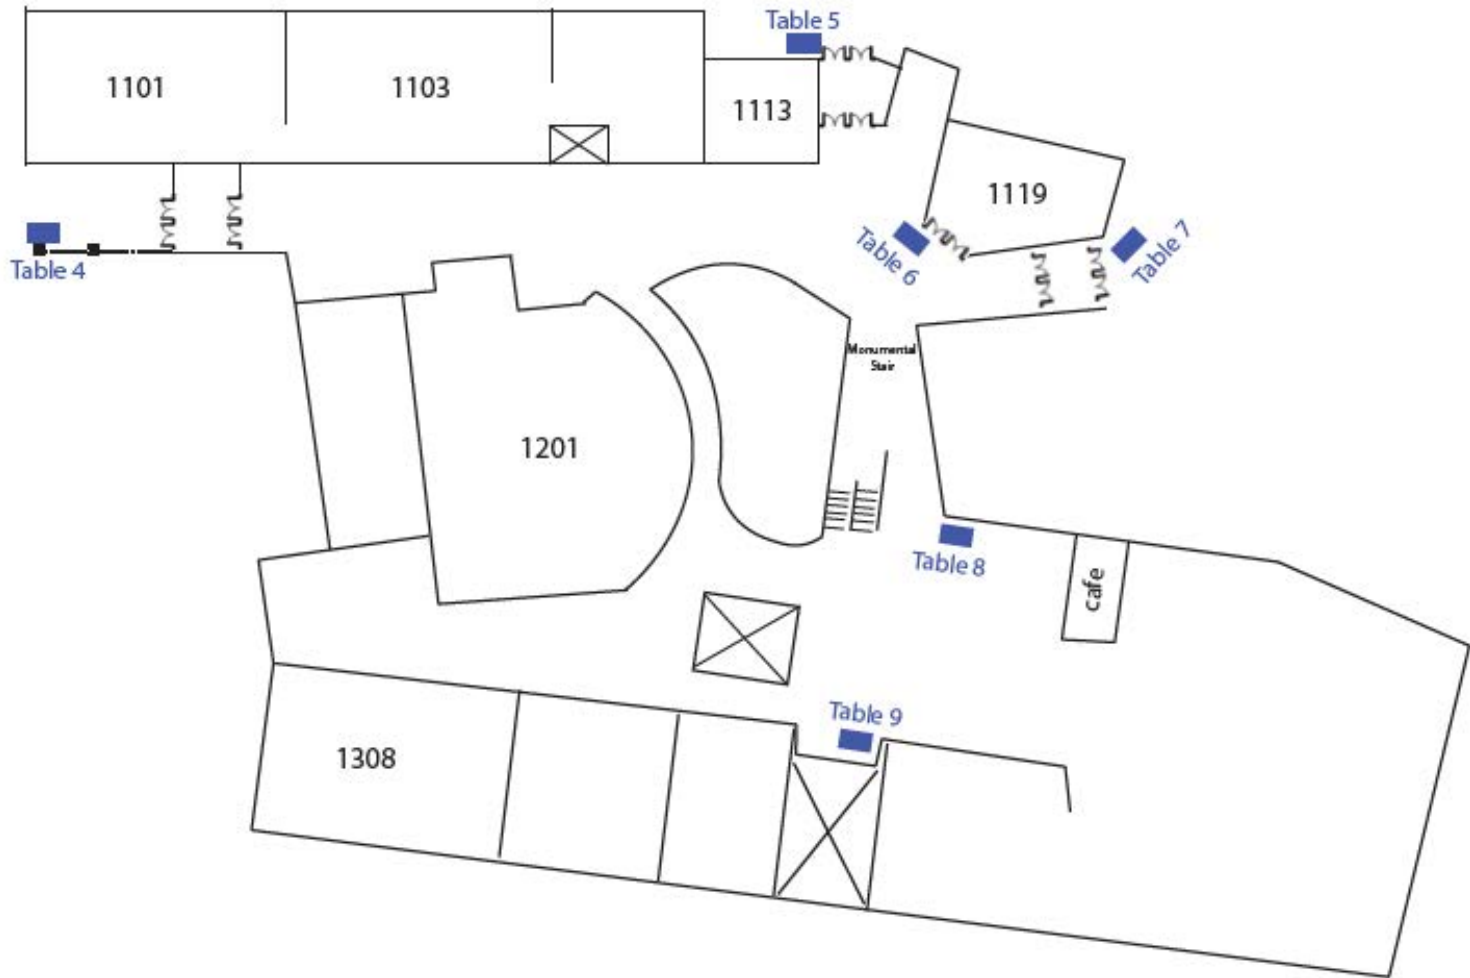 Table 5
1101
1103
1113
1119
Table 4
Table 6
Table 7
Monumental
Stair
1201
Table 8
cafe
Table 9
1308